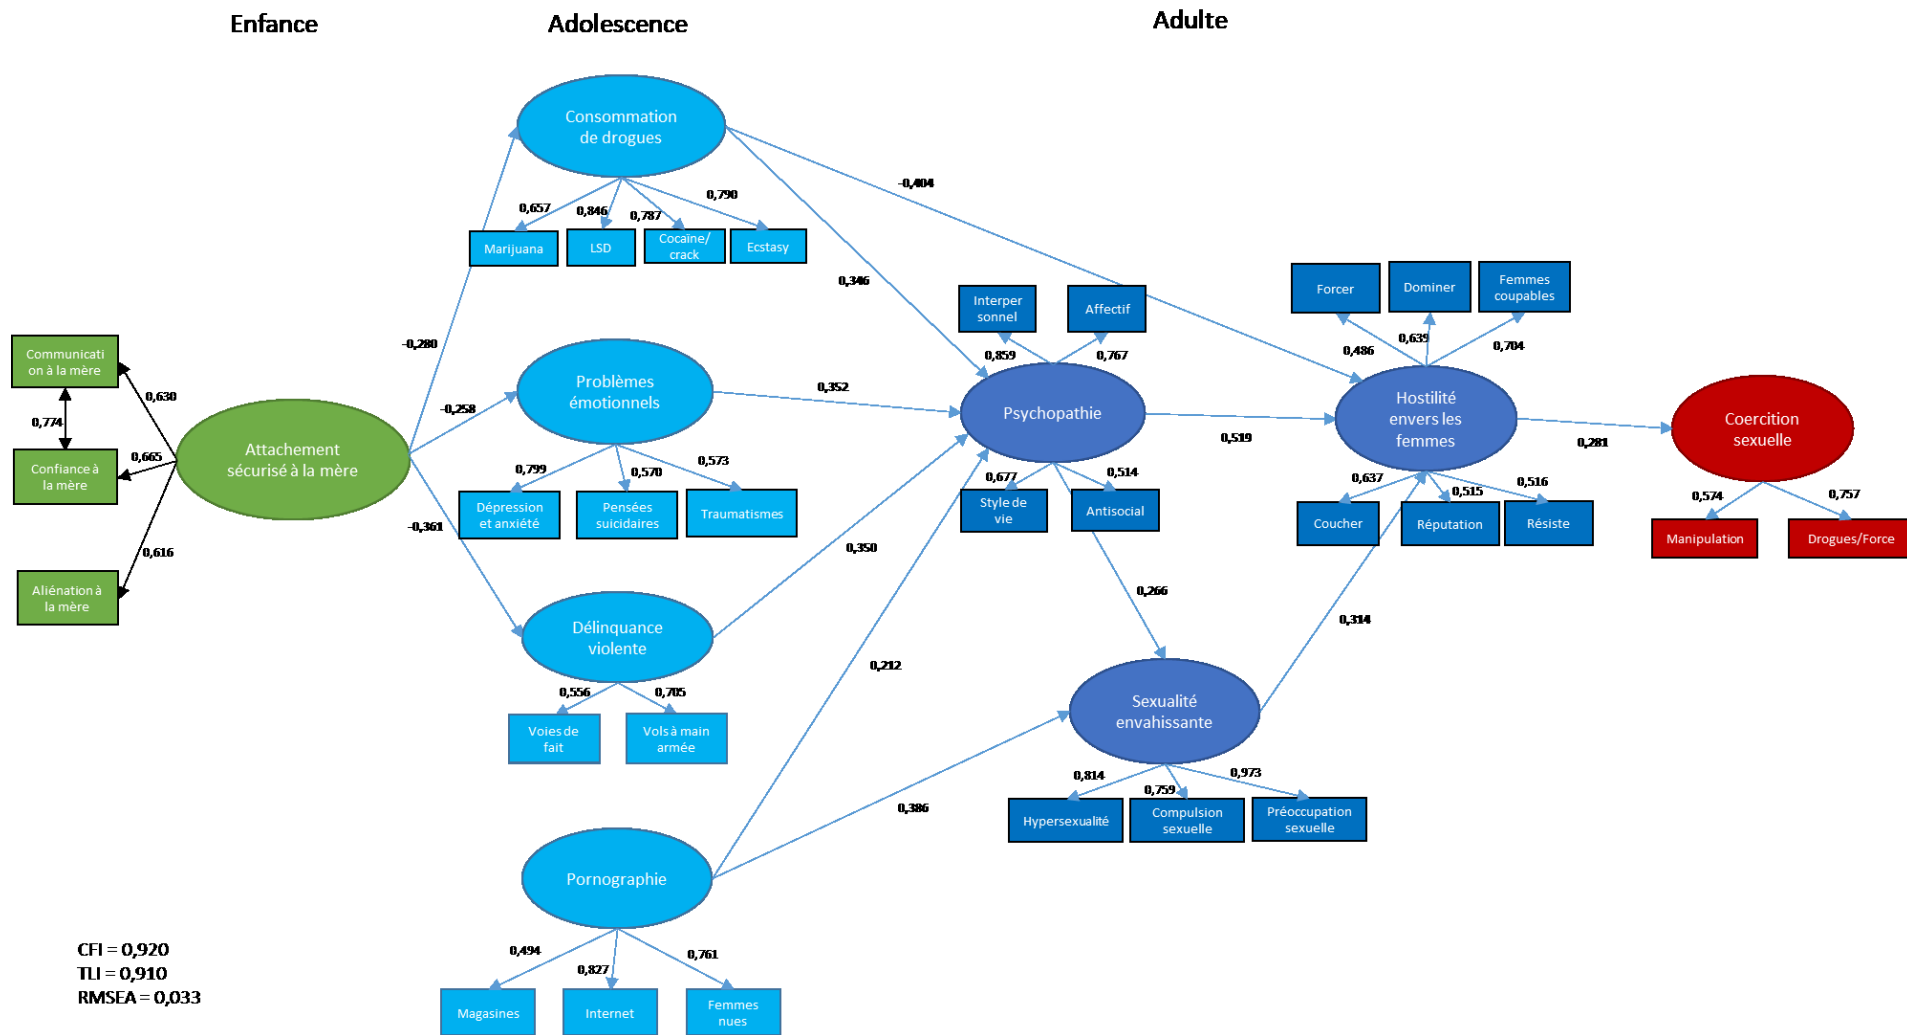 Enfance
Adolescence
Adulte
Consommation
de drogues
0,657
0,846
0,787
0,790
Marijuana
LSD
Cocaïne/
crack
Ecstasy
-0,404
0,346
-0,280
Communicati
on à la mère
0,630
0,774
Confiance à
la mère
0,665
Attachement
sécurisé à la mère
0,616
Aliénation à
la mère
-0,258
-0,361
Problèmes
émotionnels
0,352
0,799
0,570
0,573
Dépression
et anxiété
Pensées
suicidaires
Traumatismes
Délinquance
violente
0,350
0,556
0,705
Voies de
fait
Vols à main
armée
0,212
Pornographie
0,386
0,494
0,827
0,761
Magasines
Internet
Femmes
nues
Interper
sonnel
Affectif
0,859
0,767
Psychopathie
0,519
0,677
0,514
Style de
vie
Antisocial
0,266
Sexualité
envahissante
0,314
0,814
0,759
0,973
Hypersexualité
Compulsion
sexuelle
Préoccupation
sexuelle
Forcer
Dominer
Femmes
coupables
0,486
0,639
0,704
Hostilité
envers les
femmes
0,281
0,637
0,515
0,516
Coucher
Réputation
Résiste
Coercition
sexuelle
0,574
0,757
Manipulation
Drogues/Force
CFI = 0,920
TLI = 0,910
RMSEA = 0,033